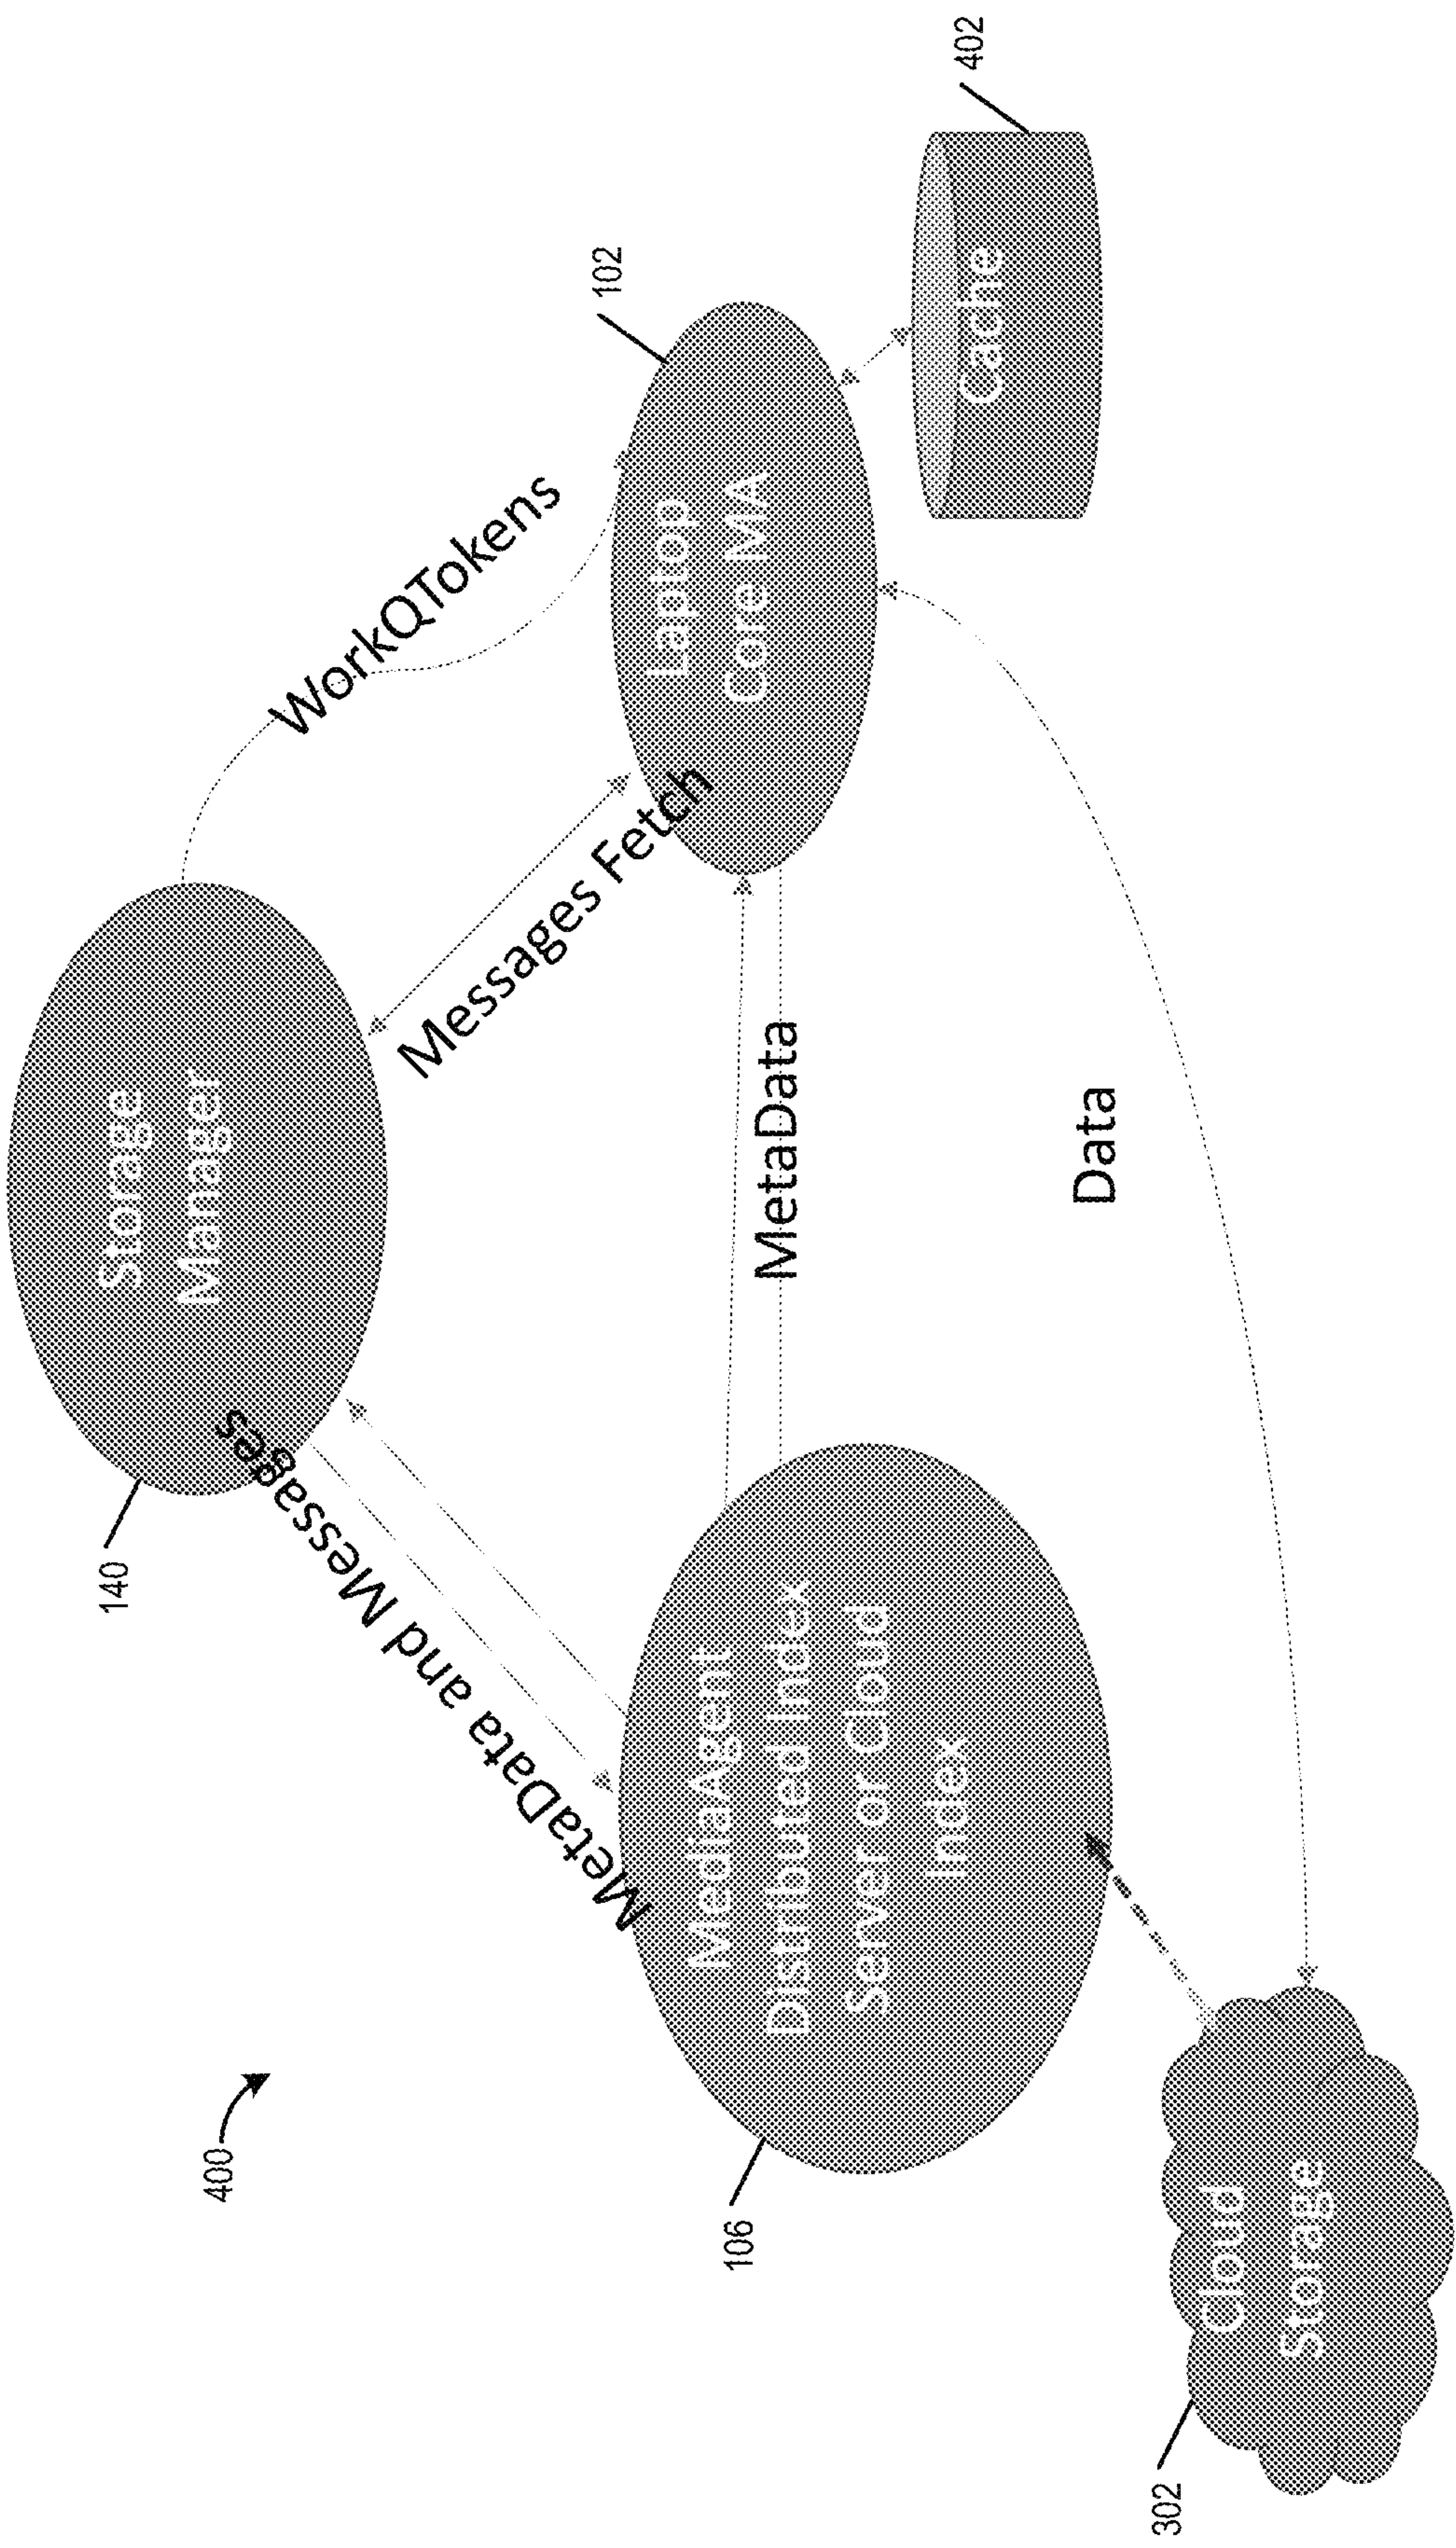 400
140
Storage
Manager
WorkQTokens
MetaData and Messages
Messages Fetch
102
Laptop
Core MA
106
MediaAgent
Distributed Index
Server or Cloud
Index
MetaData
402
Cache
Data
302
Cloud
Storage